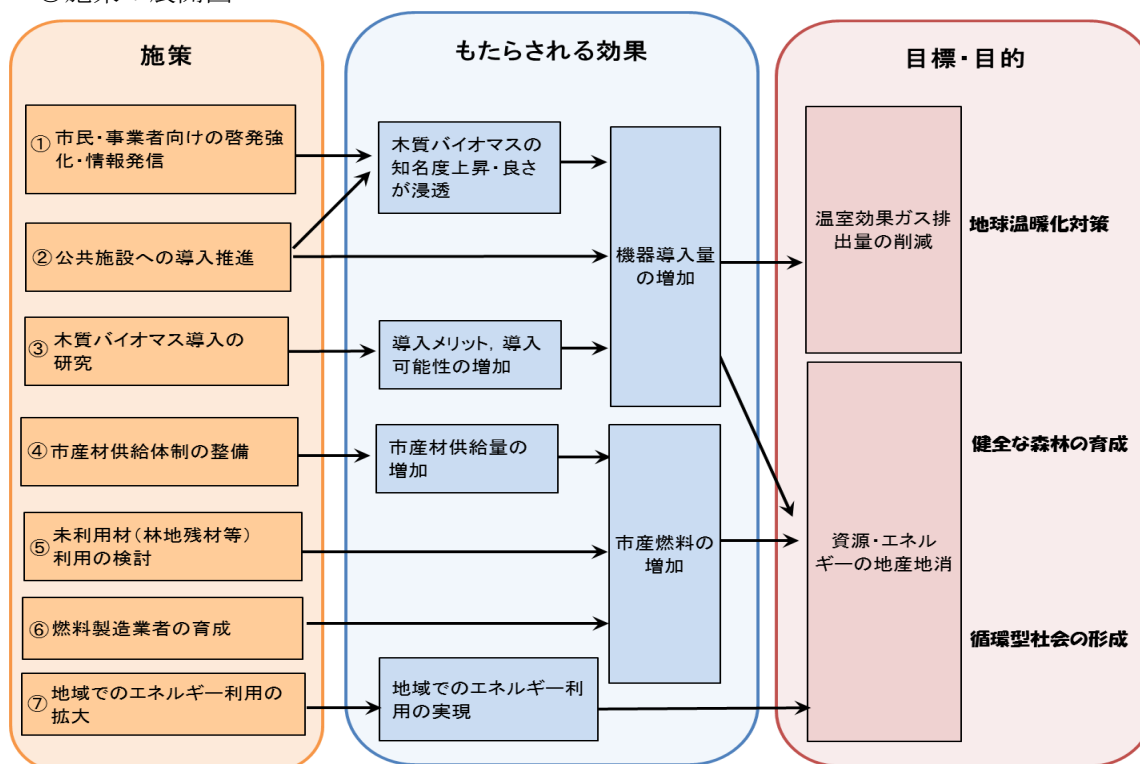 施策
①市民・事業者向けの啓発強
化・情報発信
②公共施設への導入推進
③木質バイオマス導入の
研究
④市産材供給体制の整備
⑤未利用材（林地残材等）
利用の検討
⑥燃料製造業者の育成
⑦地域でのエネルギー利用の
拡大
もたらされる効果
木質バイオマスの
知名度上昇・良さ
が浸透
導入メリット，導入
可能性の増加
市産材供給量の
増加
地域でのエネルギー利
用の実現
機器導入量
の増加
市産燃料の
増加
目標・目的
温室効果ガス排
出量の削減
資源・エネル
ギーの地産地消
地球温暖化対策
健全な森林の育成
循環型社会の形成